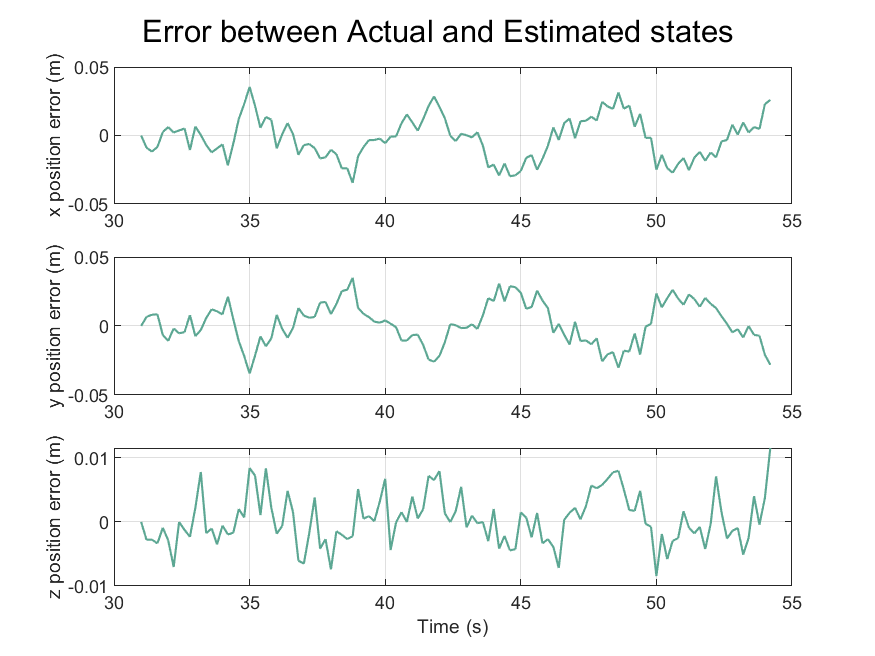 Error between Actual and Estimated states
x position error (m)
0.05
0
-0.05
30 35 40 45 50 55
y position error (m)
0.05
0
-0.05
30 35 40 45 50 55
z position error (m)
0.01
0
-0.01
30 35 40 45 50 55
Time (s)